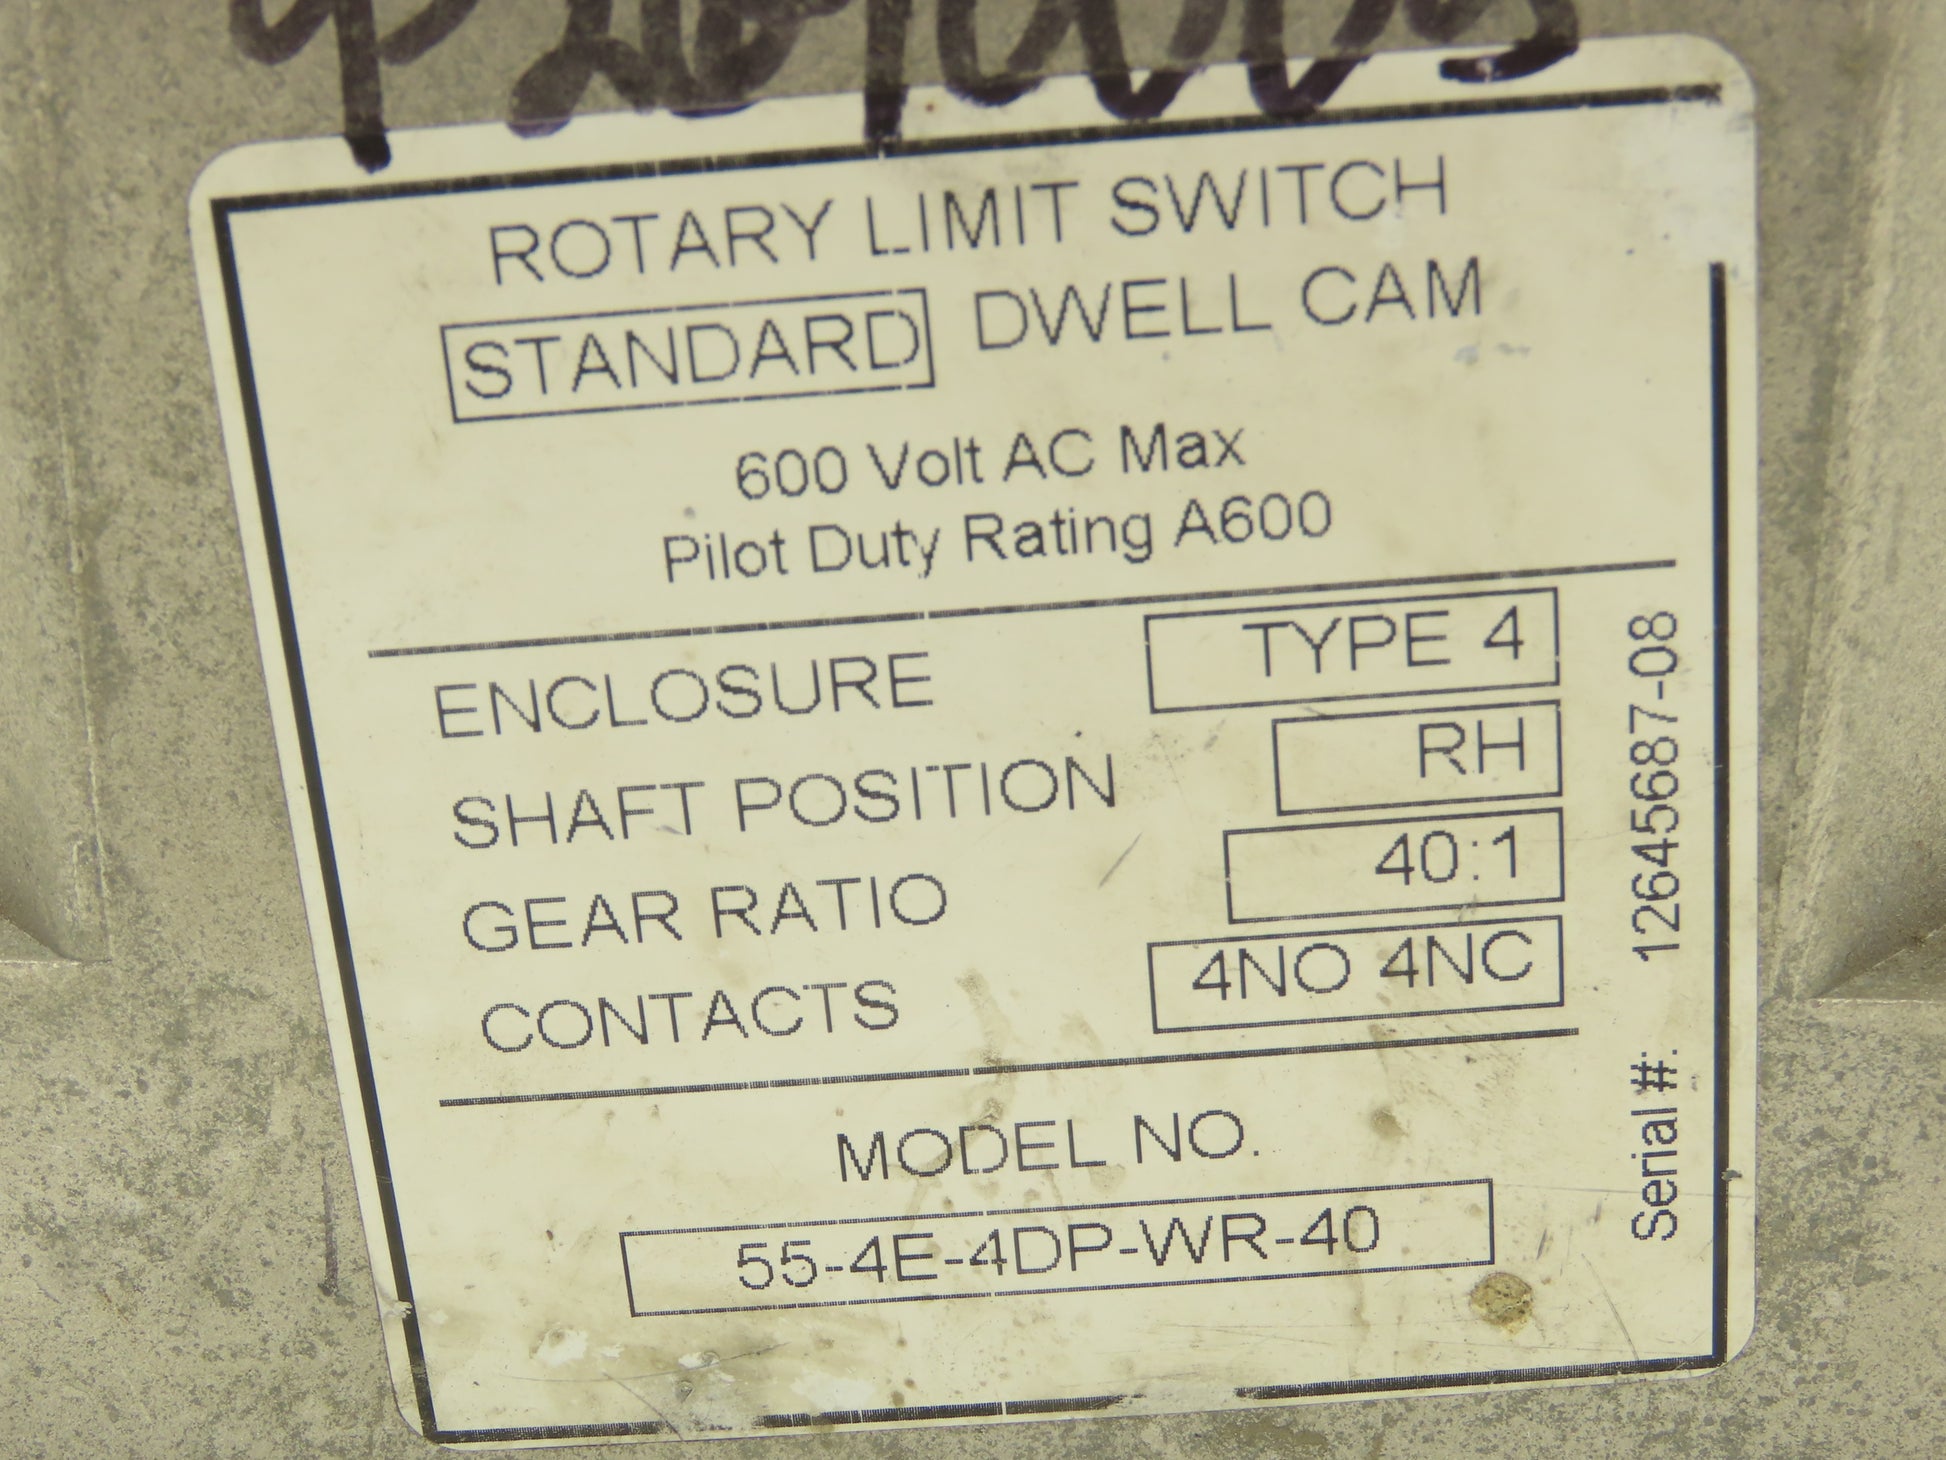 ROTARY LIMIT SWITCH
STANDARD DWELL CAM
600 Volt AC Max
Pilot Duty Rating A600
ENCLOSURE TYPE 4
SHAFT POSITION RH
GEAR RATIO 40:1
CONTACTS 4NO 4NC
MODEL NO.
55-4E-4DP-WR-40
Serial #: 12645687-08